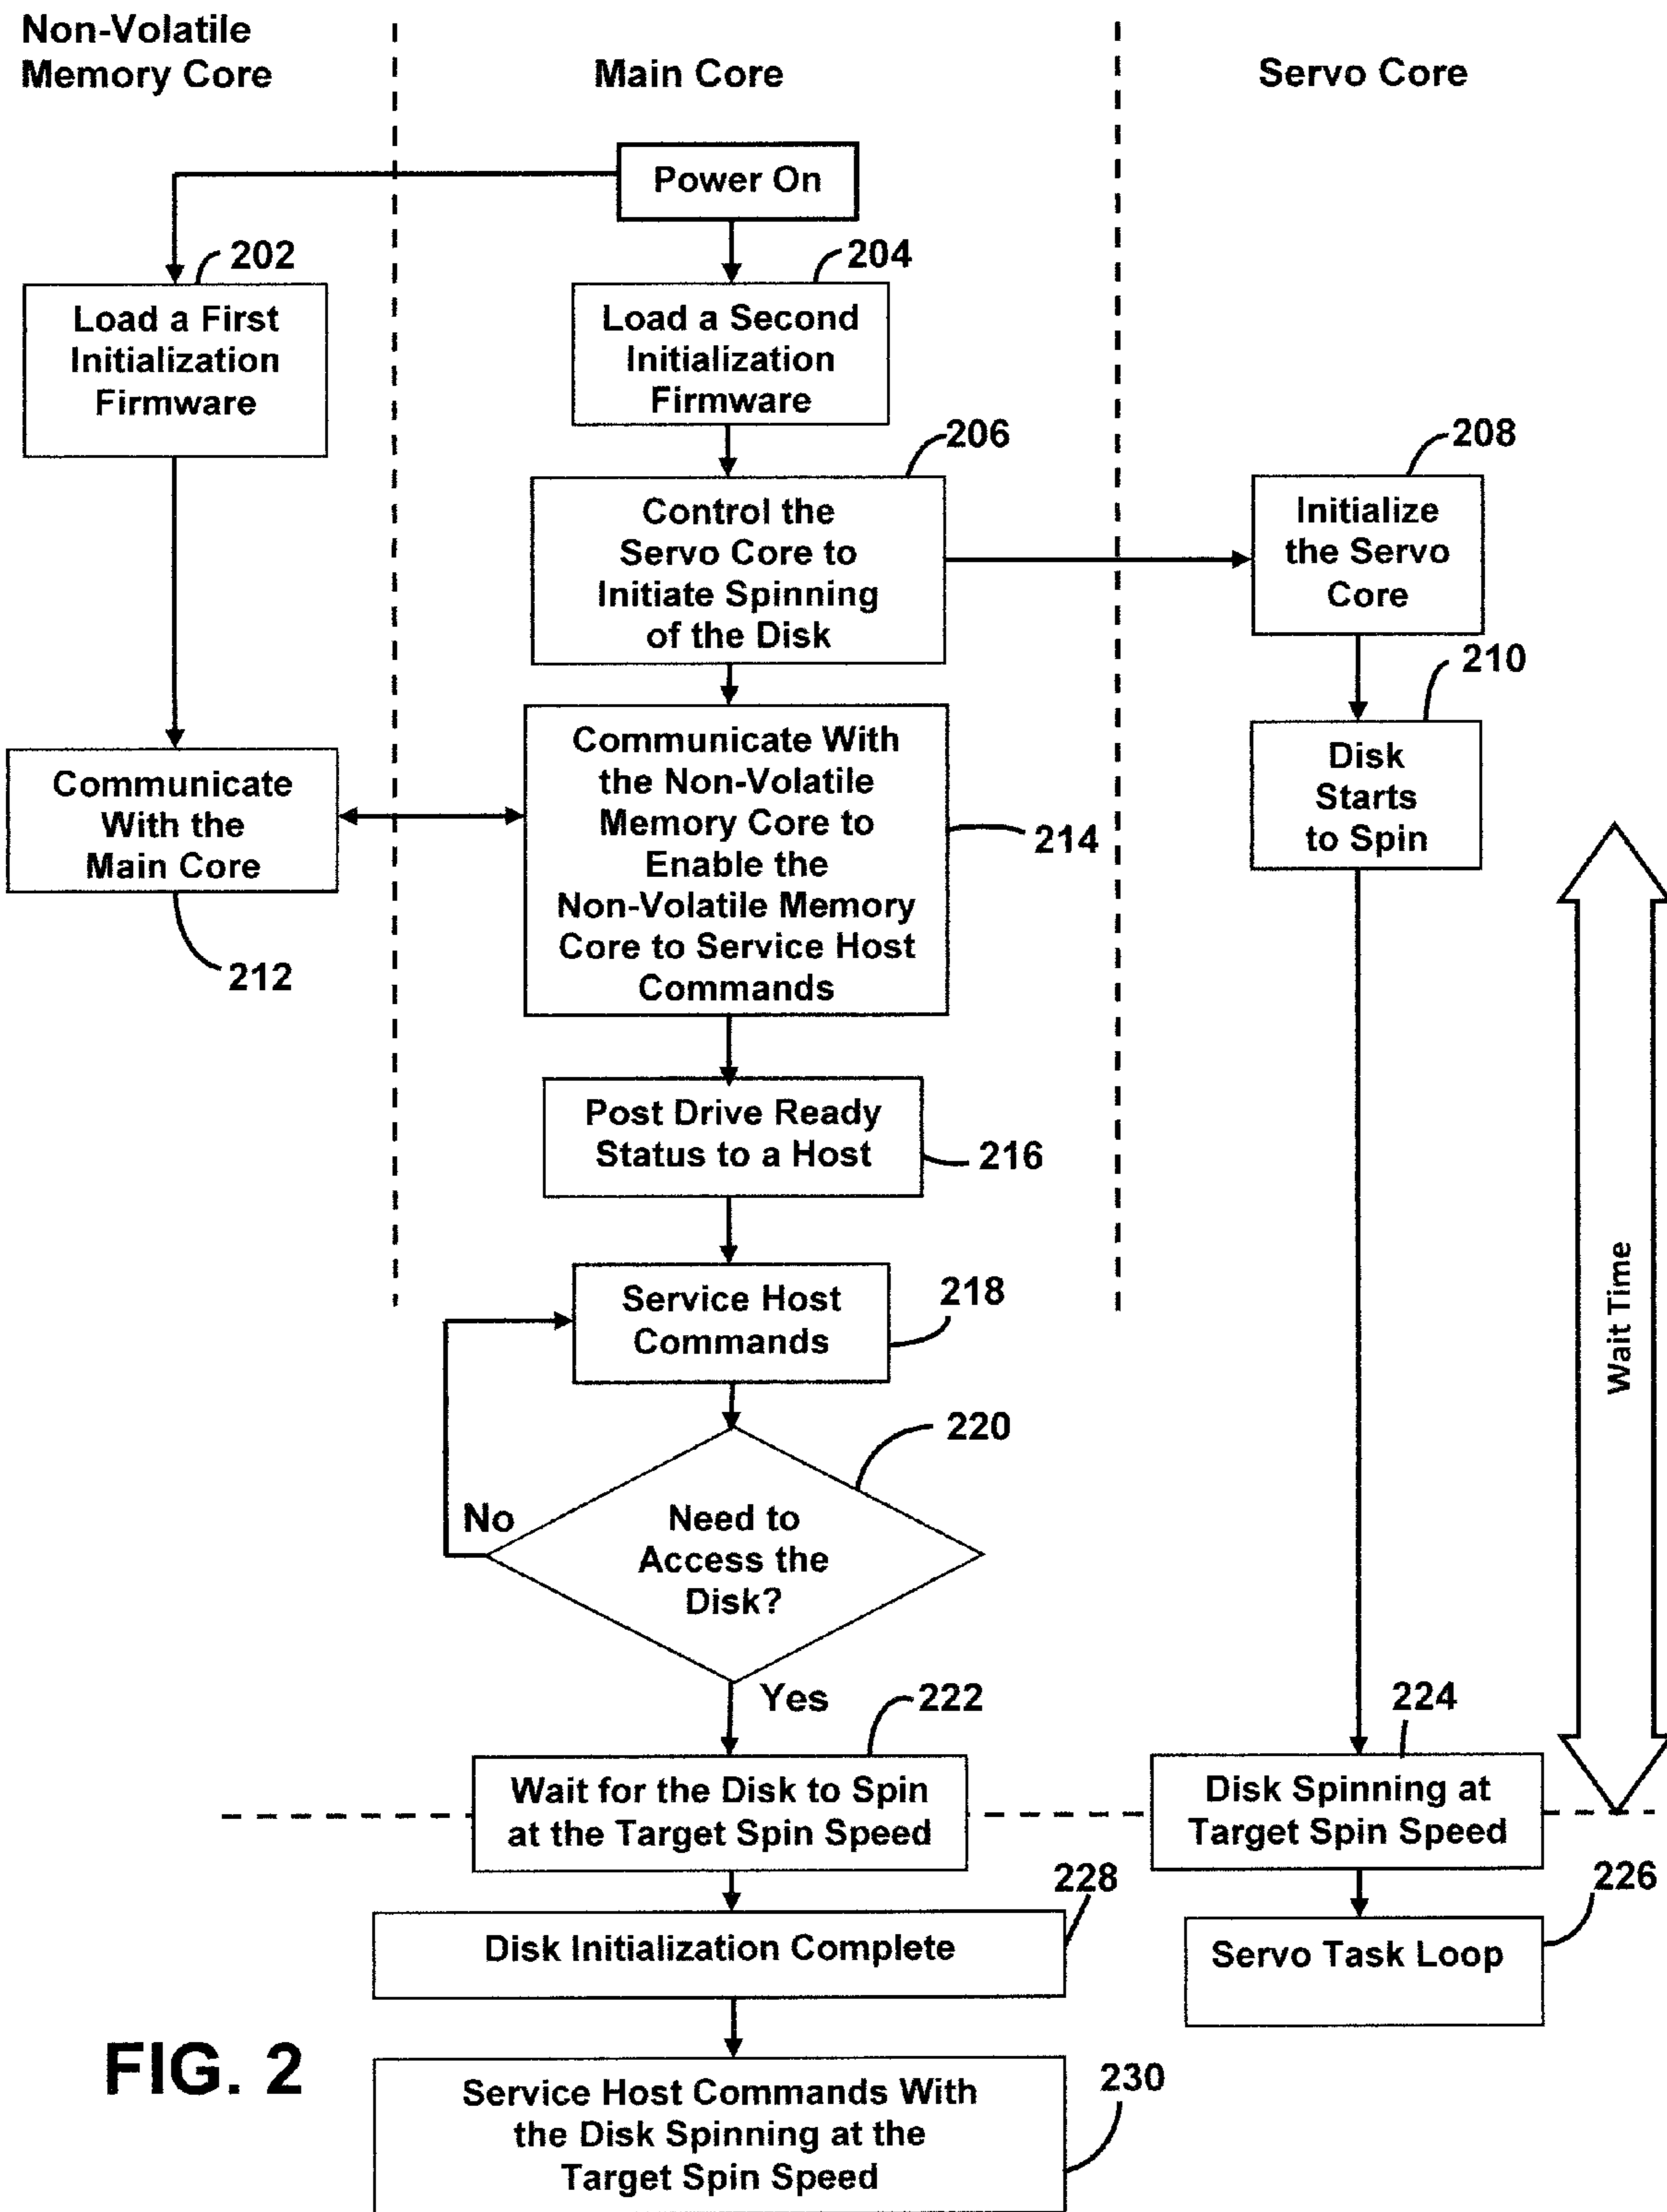 Non-Volatile
Memory Core
Main Core
Servo Core
Power On
202
204
Load a First
Initialization
Firmware
Load a Second
Initialization
Firmware
206
208
Control the
Servo Core to
Initiate Spinning
of the Disk
Initialize
the Servo
Core
210
Communicate
With the
Main Core
212
Communicate With
the Non-Volatile
Memory Core to
Enable the
Non-Volatile Memory
Core to Service Host
Commands
214
Disk
Starts
to Spin
Post Drive Ready
Status to a Host
216
Service Host
Commands
218
Wait Time
220
No
Need to
Access the
Disk?
Yes
222
224
Wait for the Disk to Spin
at the Target Spin Speed
Disk Spinning at
Target Spin Speed
228
226
Disk Initialization Complete
Servo Task Loop
FIG. 2
230
Service Host Commands With
the Disk Spinning at the
Target Spin Speed